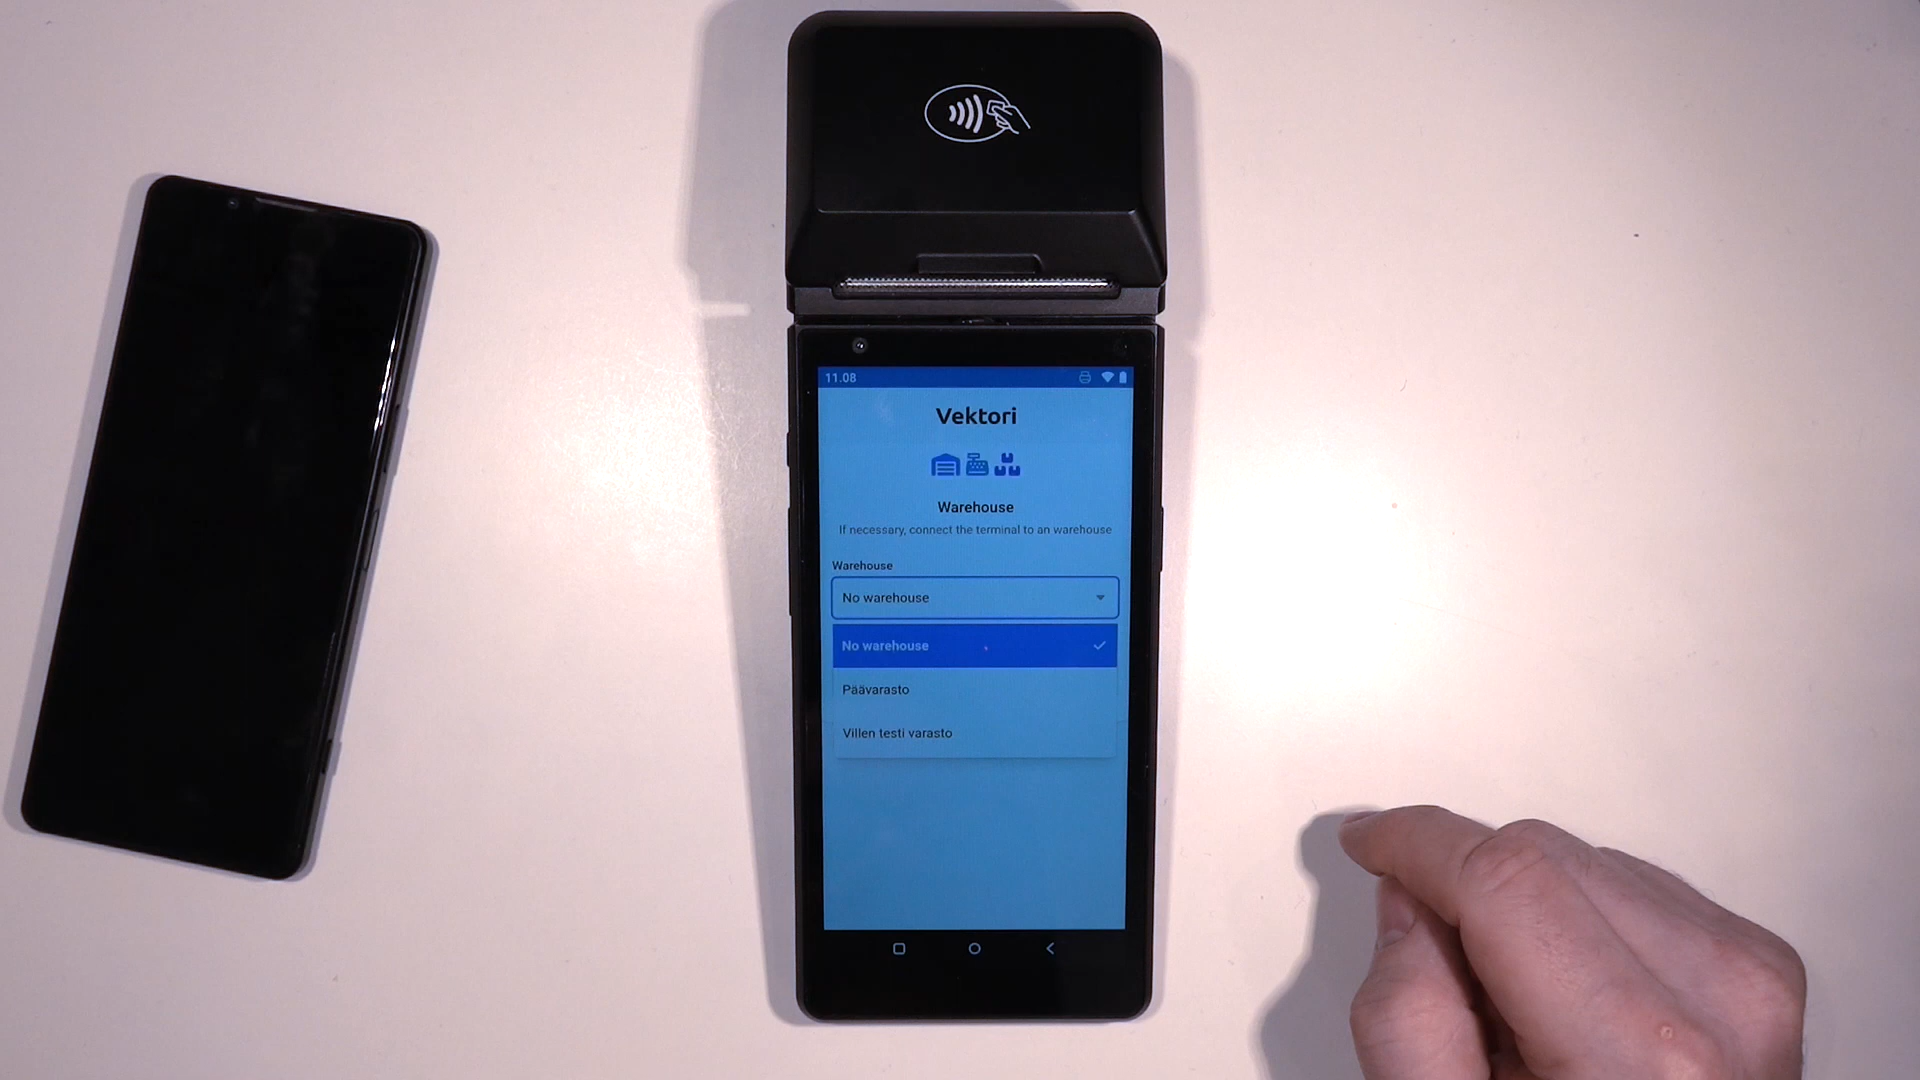 11.08
Vektori
Warehouse
If necessary, connect the terminal to an warehouse
Warehouse
No warehouse
No warehouse
Päävarasto
Villen testi varasto